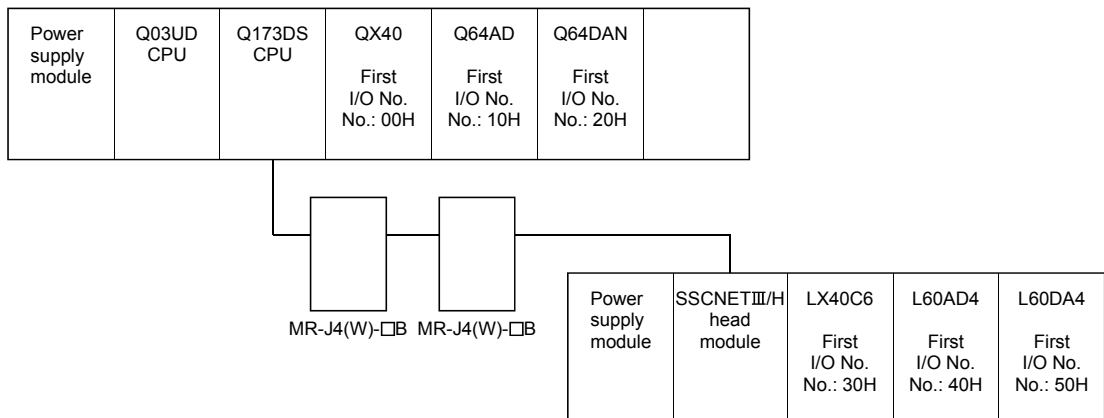 Power
supply
module
Q03UD
CPU
Q173DS
CPU
QX40
First
I/O No.
No.: 00H
Q64AD
First
I/O No.
No.: 10H
Q64DAN
First
I/O No.
No.: 20H
MR-J4(W)-□B
MR-J4(W)-□B
Power
supply
module
SSCNETⅢ/H
head
module
LX40C6
First
I/O No.
No.: 30H
L60AD4
First
I/O No.
No.: 40H
L60DA4
First
I/O No.
No.: 50H